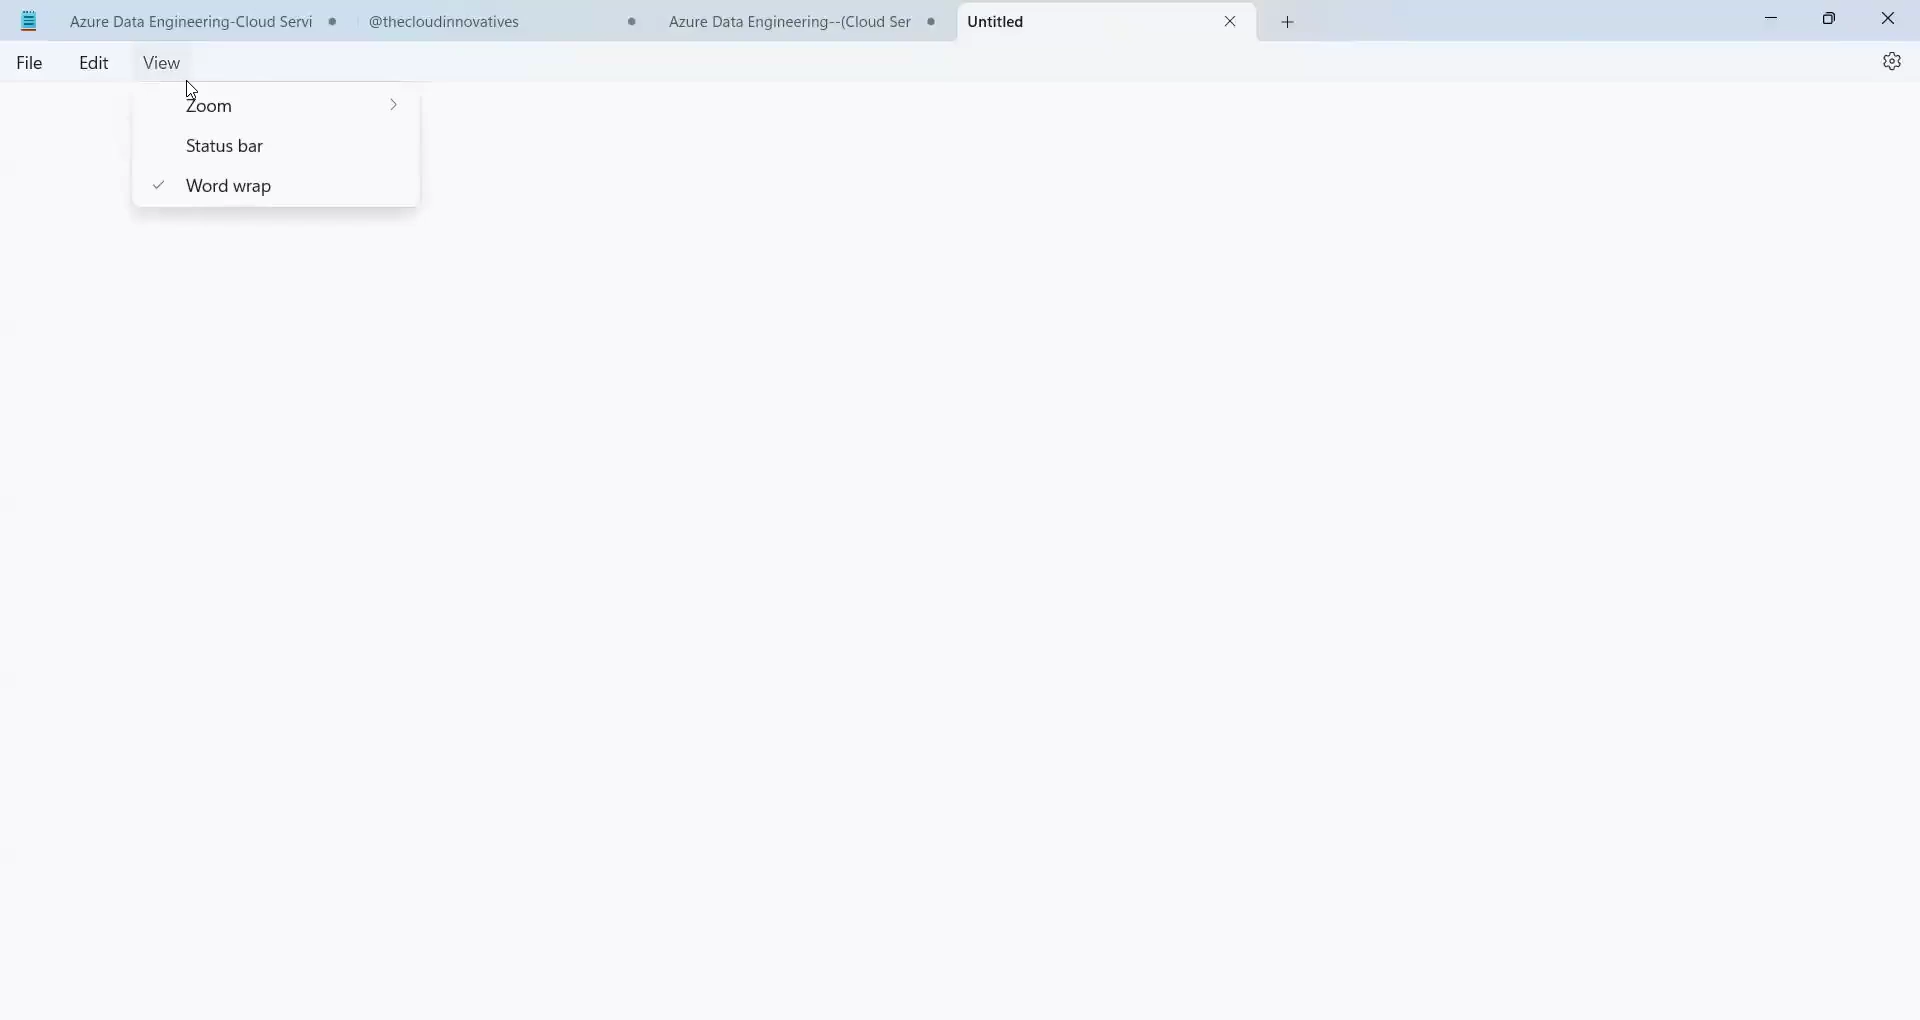 Azure Data Engineering-Cloud Servi
@thecloudinnovatives
Azure Data Engineering--(Cloud Ser
Untitled
File Edit View
Zoom
Status bar
Word wrap